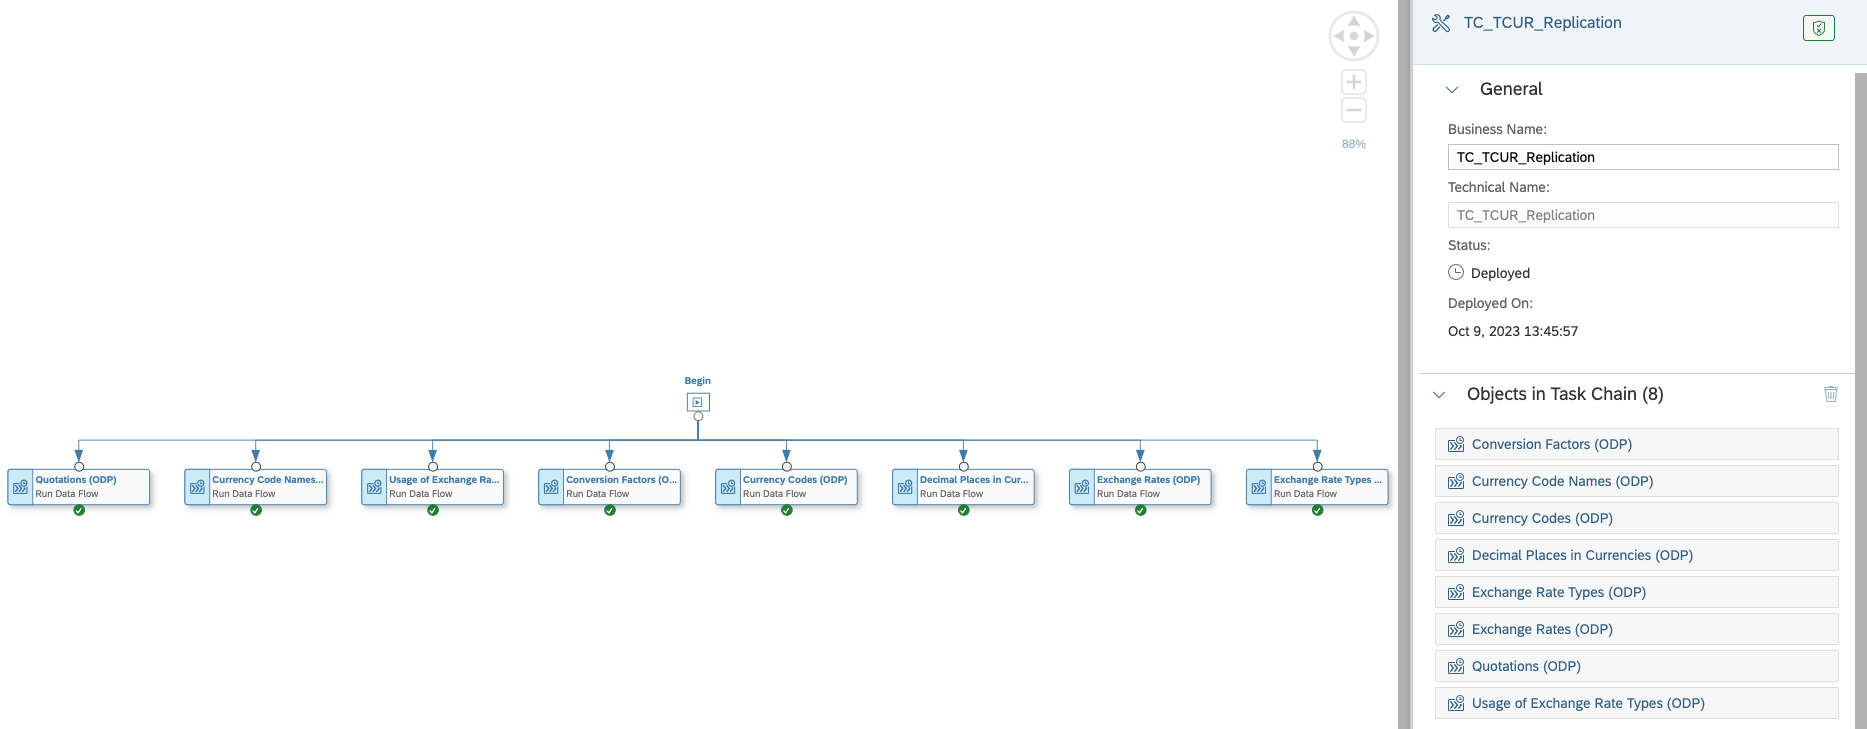 88%
Begin
Quotations (ODP)
Run Data Flow
Currency Code Names...
Run Data Flow
Usage of Exchange Ra...
Run Data Flow
Conversion Factors (O...
Run Data Flow
Currency Codes (ODP)
Run Data Flow
Decimal Places in Cur...
Run Data Flow
Exchange Rates (ODP)
Run Data Flow
Exchange Rate Types ...
Run Data Flow
TC_TCUR_Replication
General
Business Name:
TC_TCUR_Replication
Technical Name:
TC_TCUR_Replication
Status:
Deployed
Deployed On:
Oct 9, 2023 13:45:57
Objects in Task Chain (8)
Conversion Factors (ODP)
Currency Code Names (ODP)
Currency Codes (ODP)
Decimal Places in Currencies (ODP)
Exchange Rate Types (ODP)
Exchange Rates (ODP)
Quotations (ODP)
Usage of Exchange Rate Types (ODP)